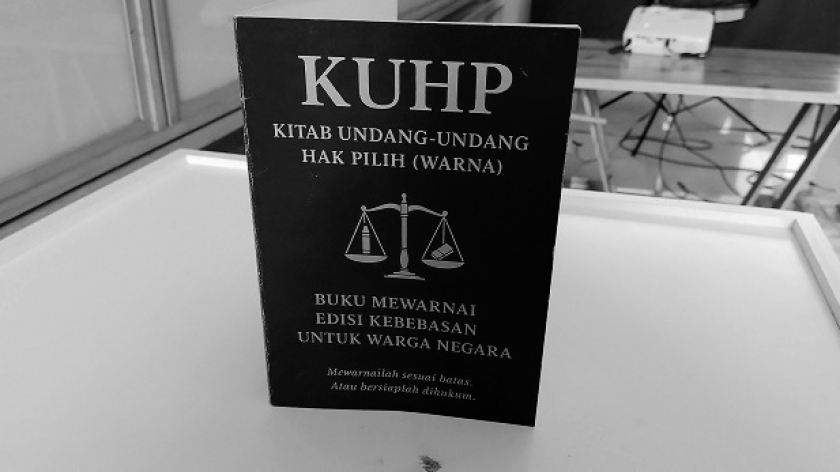 KUHP
KITAB UNDANG-UNDANG
HAK PILIH (WARNA)
BUKU MEWARNAI
EDISI KEBEBASAN
UNTUK WARGA NEGARA
Mewarnailah sesuai batas.
Atau bersiaplah dihukum.